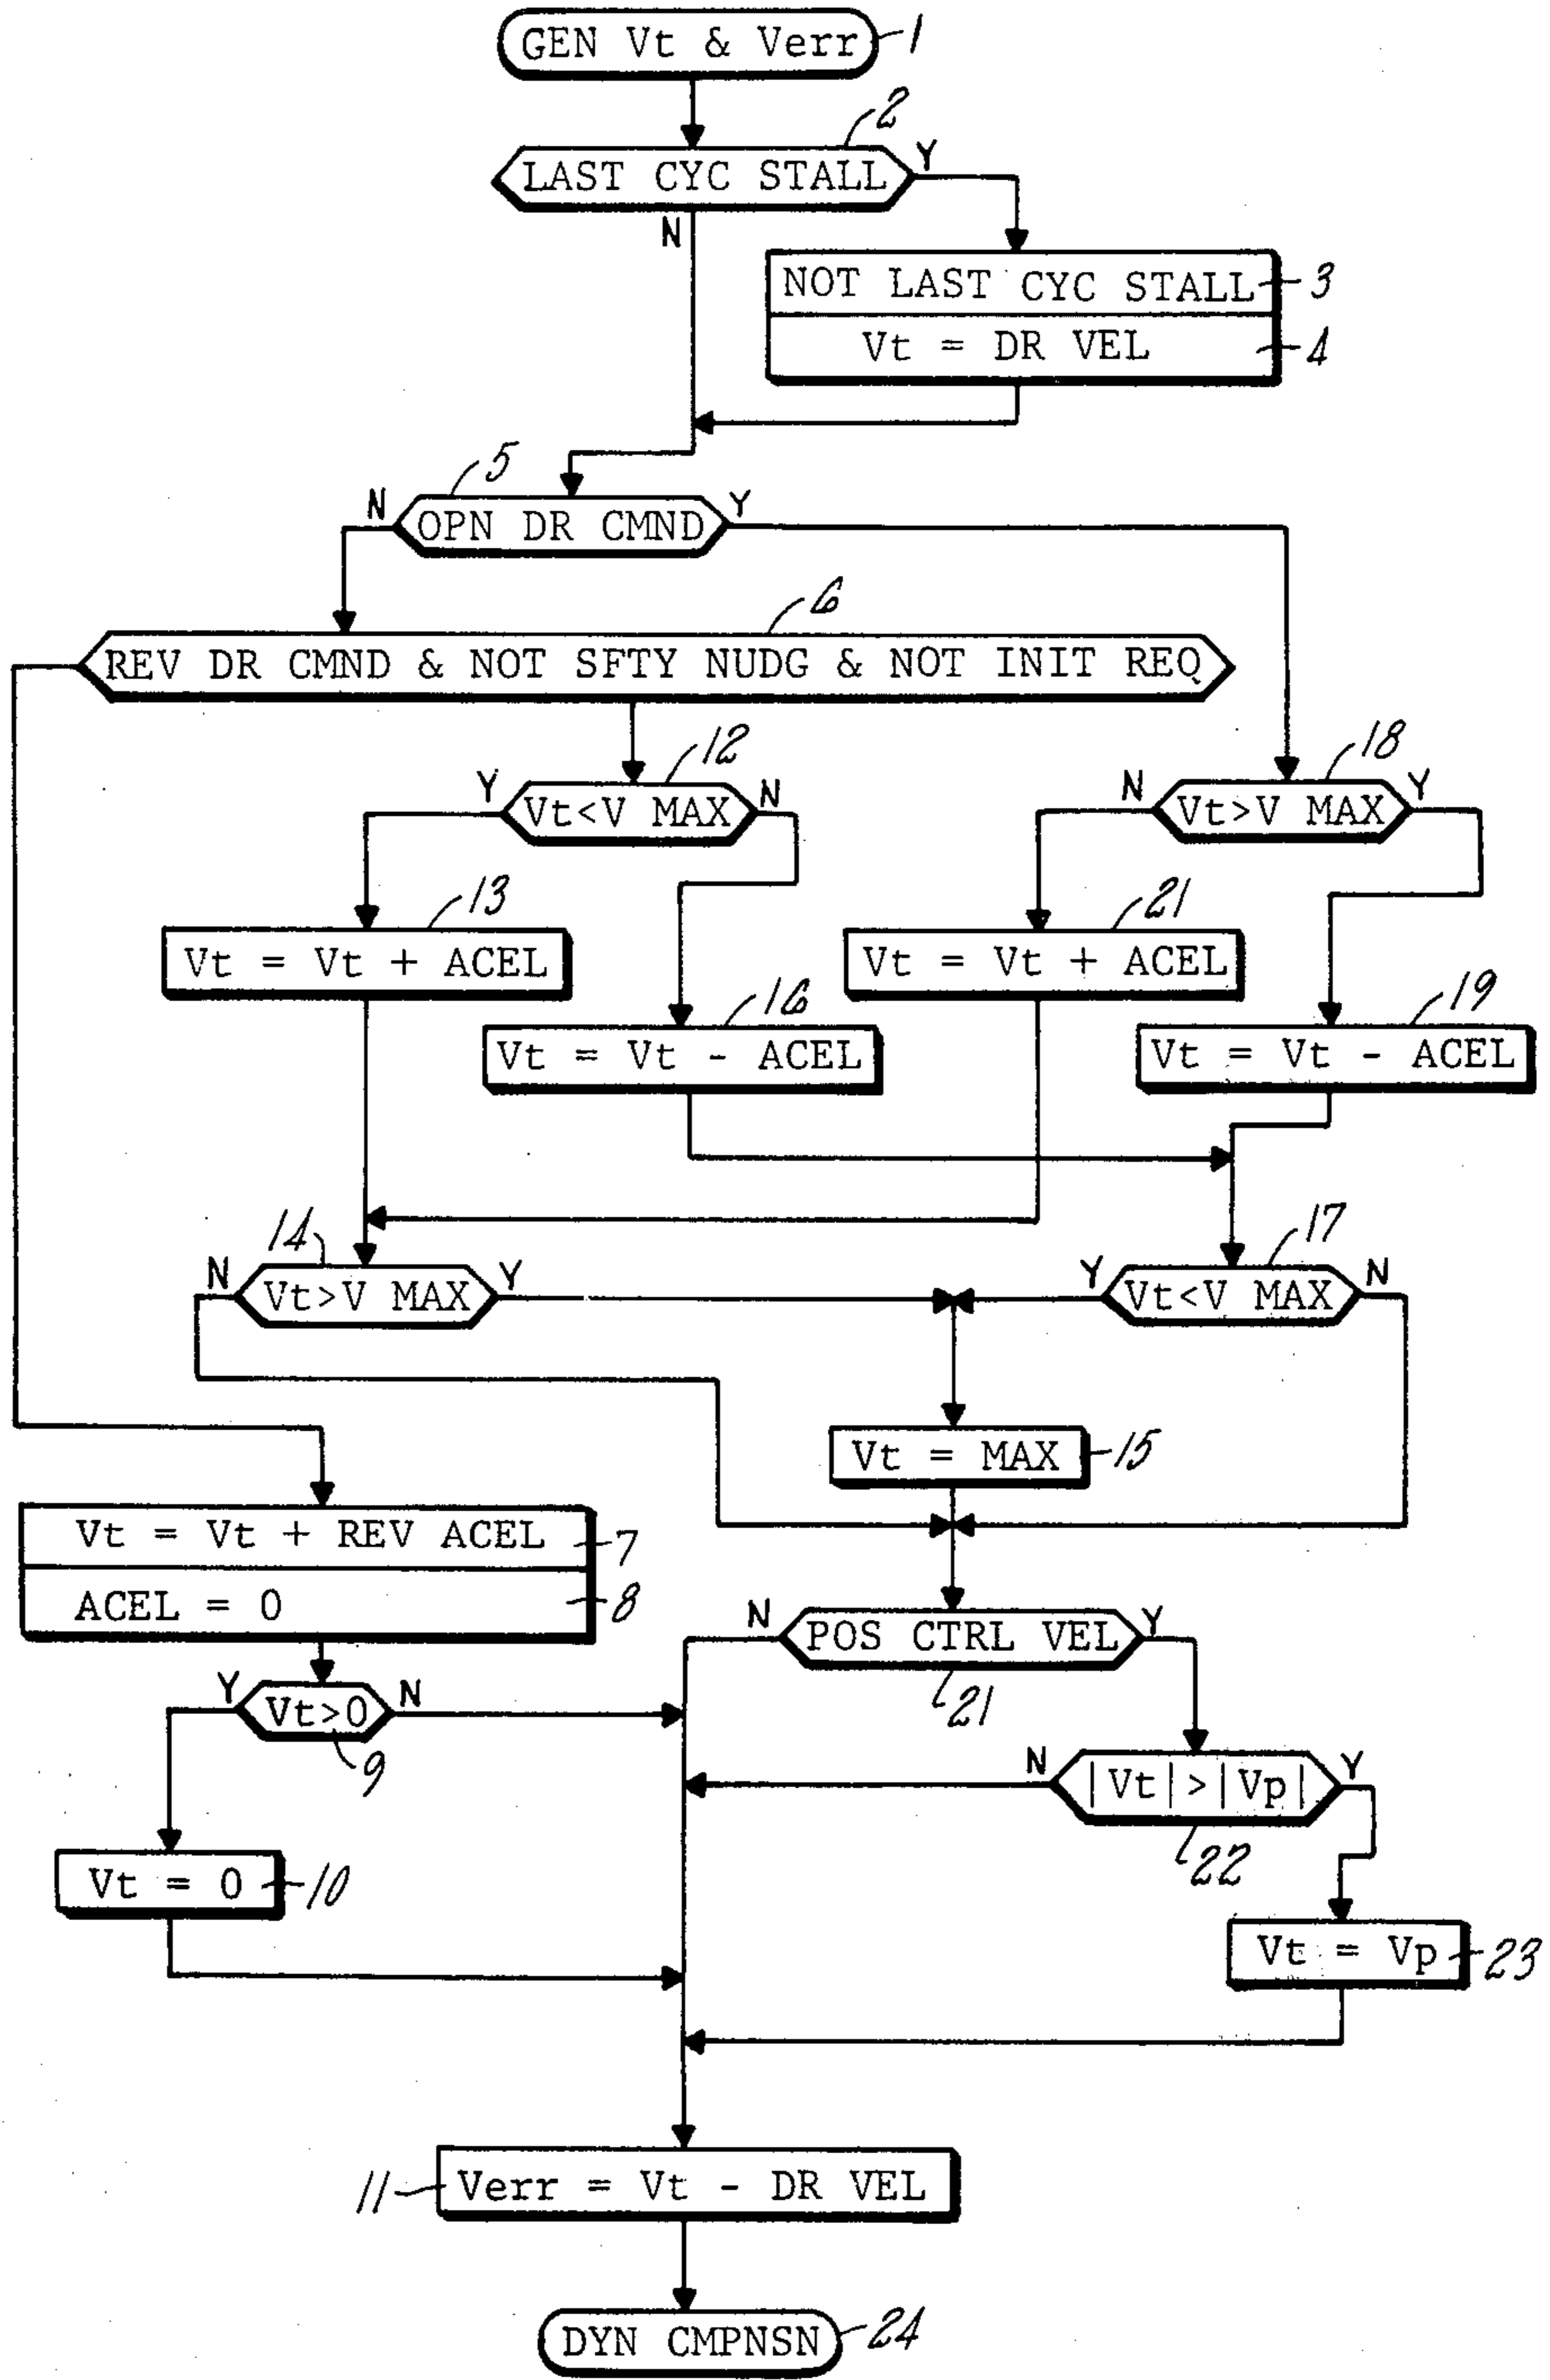 GEN Vt & Verr 1
2
LAST CYC STALL Y
N
NOT LAST CYC STALL 3
Vt = DR VEL 4
5
N OPN DR CMND Y
6
REV DR CMND & NOT SFTY NUDG & NOT INIT REQ
12 18
Y Vt<V MAX N N Vt>V MAX Y
13 21
Vt = Vt + ACEL Vt = Vt + ACEL
16 19
Vt = Vt - ACEL Vt = Vt - ACEL
14 17
N Vt>V MAX Y Y Vt<V MAX N
Vt = MAX 15
Vt = Vt + REV ACEL 7
ACEL = 0 8
N POS CTRL VEL Y
21
Y Vt>0 N
9
N |Vt|>|Vp| Y
22
Vt = 0 10
Vt = Vp 23
11 Verr = Vt - DR VEL
DYN CMPNSN 24